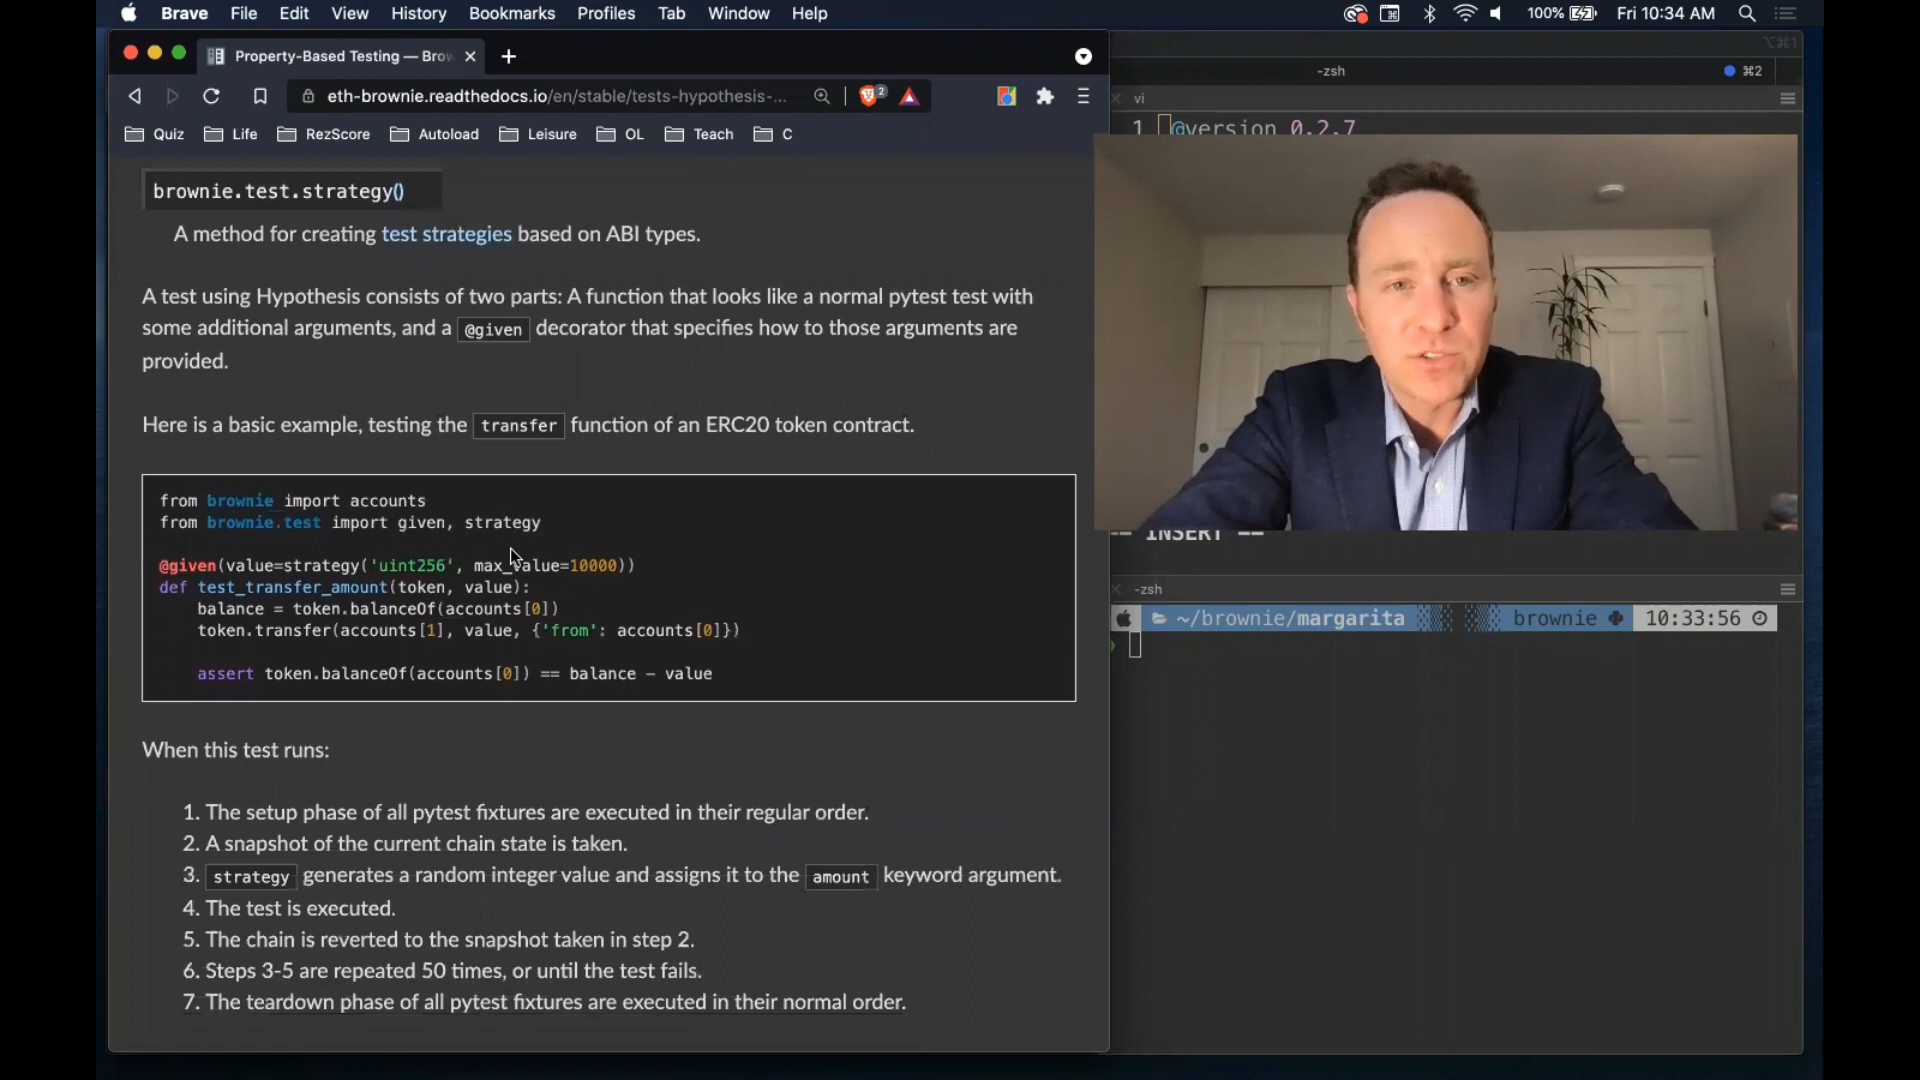 Brave File Edit View History Bookmarks Profiles Tab Window Help 100% Fri 10:34 AM
Property-Based Testing — Brow
eth-brownie.readthedocs.io/en/stable/tests-hypothesis-... 2
Quiz Life RezScore Autoload Leisure OL Teach C
brownie.test.strategy()
A method for creating test strategies based on ABI types.
A test using Hypothesis consists of two parts: A function that looks like a normal pytest test with
some additional arguments, and a @given decorator that specifies how to those arguments are
provided.
Here is a basic example, testing the transfer function of an ERC20 token contract.
from brownie import accounts
from brownie.test import given, strategy
@given(value=strategy('uint256', max_value=10000))
def test_transfer_amount(token, value):
balance = token.balanceOf(accounts[0])
token.transfer(accounts[1], value, {'from': accounts[0]})
assert token.balanceOf(accounts[0]) == balance - value
When this test runs:
1. The setup phase of all pytest fixtures are executed in their regular order.
2. A snapshot of the current chain state is taken.
3. strategy generates a random integer value and assigns it to the amount keyword argument.
4. The test is executed.
5. The chain is reverted to the snapshot taken in step 2.
6. Steps 3-5 are repeated 50 times, or until the test fails.
7. The teardown phase of all pytest fixtures are executed in their normal order.
⌥⌘1
-zsh ⌘2
vi
1 @version 0.2.7
-- INSERT --
-zsh
~/brownie/margarita brownie 10:33:56